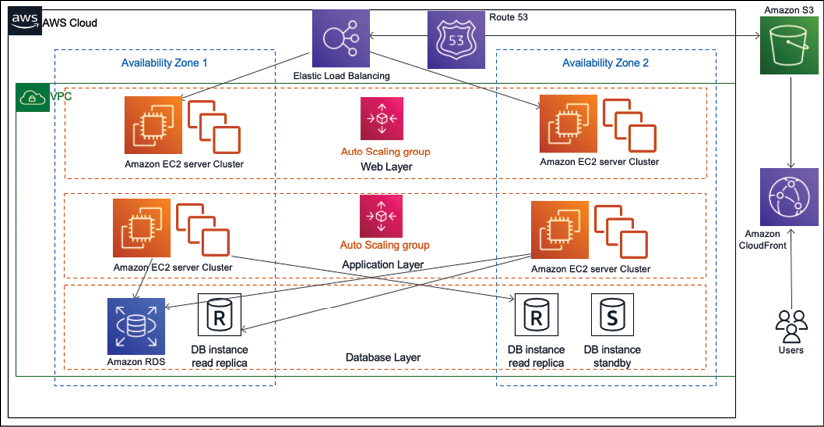 aws
AWS Cloud
Route 53
53
Amazon S3
Elastic Load Balancing
Availability Zone 1
Availability Zone 2
VPC
Amazon EC2 server Cluster
Auto Scaling group
Amazon EC2 server Cluster
Web Layer
Amazon EC2 server Cluster
Auto Scaling group
Amazon EC2 server Cluster
Application Layer
Amazon
CloudFront
R
R
S
Amazon RDS
DB instance
read replica
Database Layer
DB instance
read replica
DB instance
standby
Users